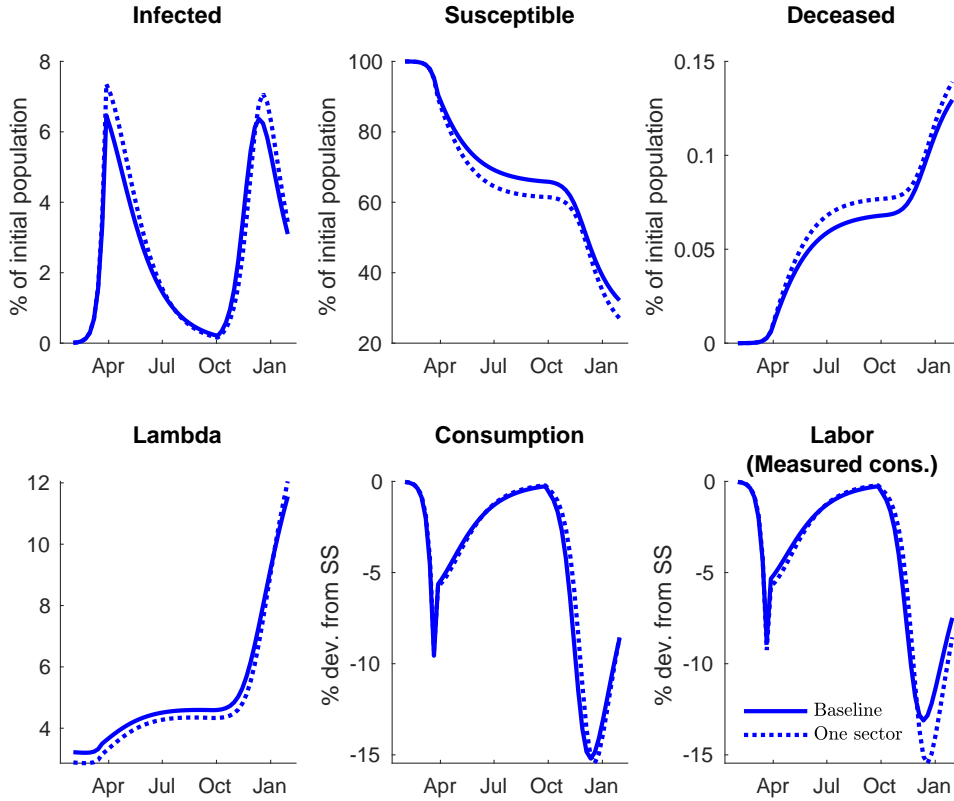 Infected
Susceptible
Deceased
% of initial population
8
6
4
2
0
Apr
Jul
Oct
Jan
% of initial population
100
80
60
40
20
Apr
Jul
Oct
Jan
% of initial population
0.15
0.1
0.05
0
Apr
Jul
Oct
Jan
Lambda
12
10
8
6
4
Apr
Jul
Oct
Jan
Consumption
% dev. from SS
0
-5
-10
-15
Apr
Jul
Oct
Jan
Labor
(Measured cons.)
% dev. from SS
0
-5
-10
-15
Apr
Jul
Oct
Jan
Baseline
One sector